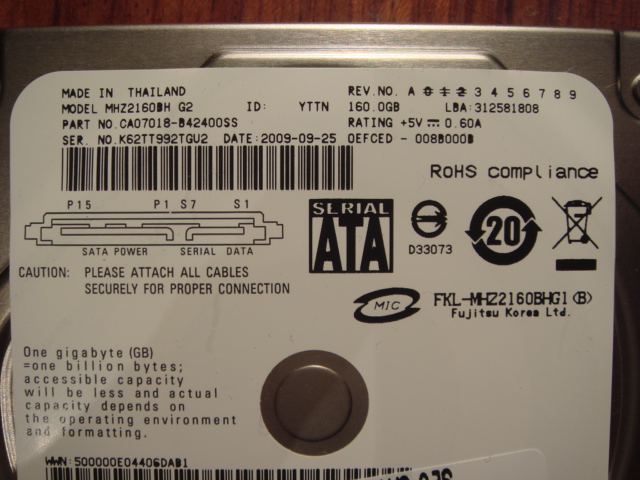 MADE IN THAILAND REV.NO. A 0 1 2 3 4 5 6 7 8 9
MODEL MHZ2160BH G2 ID: YTTN 160.0GB LBA:312581808
PART NO.CA07018-B42400SS RATING +5V ⎓ 0.60A
SER. NO.K62TT992TGU2 DATE:2009-09-25 OEFCED - 008B000B
RoHS compliance
P15 P1 S7 S1
SATA POWER SERIAL DATA
SERIAL
ATA
D33073
20
CAUTION: PLEASE ATTACH ALL CABLES
SECURELY FOR PROPER CONNECTION
MIC
FKL-MHZ2160BHG1(B)
Fujitsu Korea Ltd.
One gigabyte (GB)
=one billion bytes;
accessible capacity
will be less and actual
capacity depends on
the operating environment
and formatting.
WWN:500000E04406DAB1